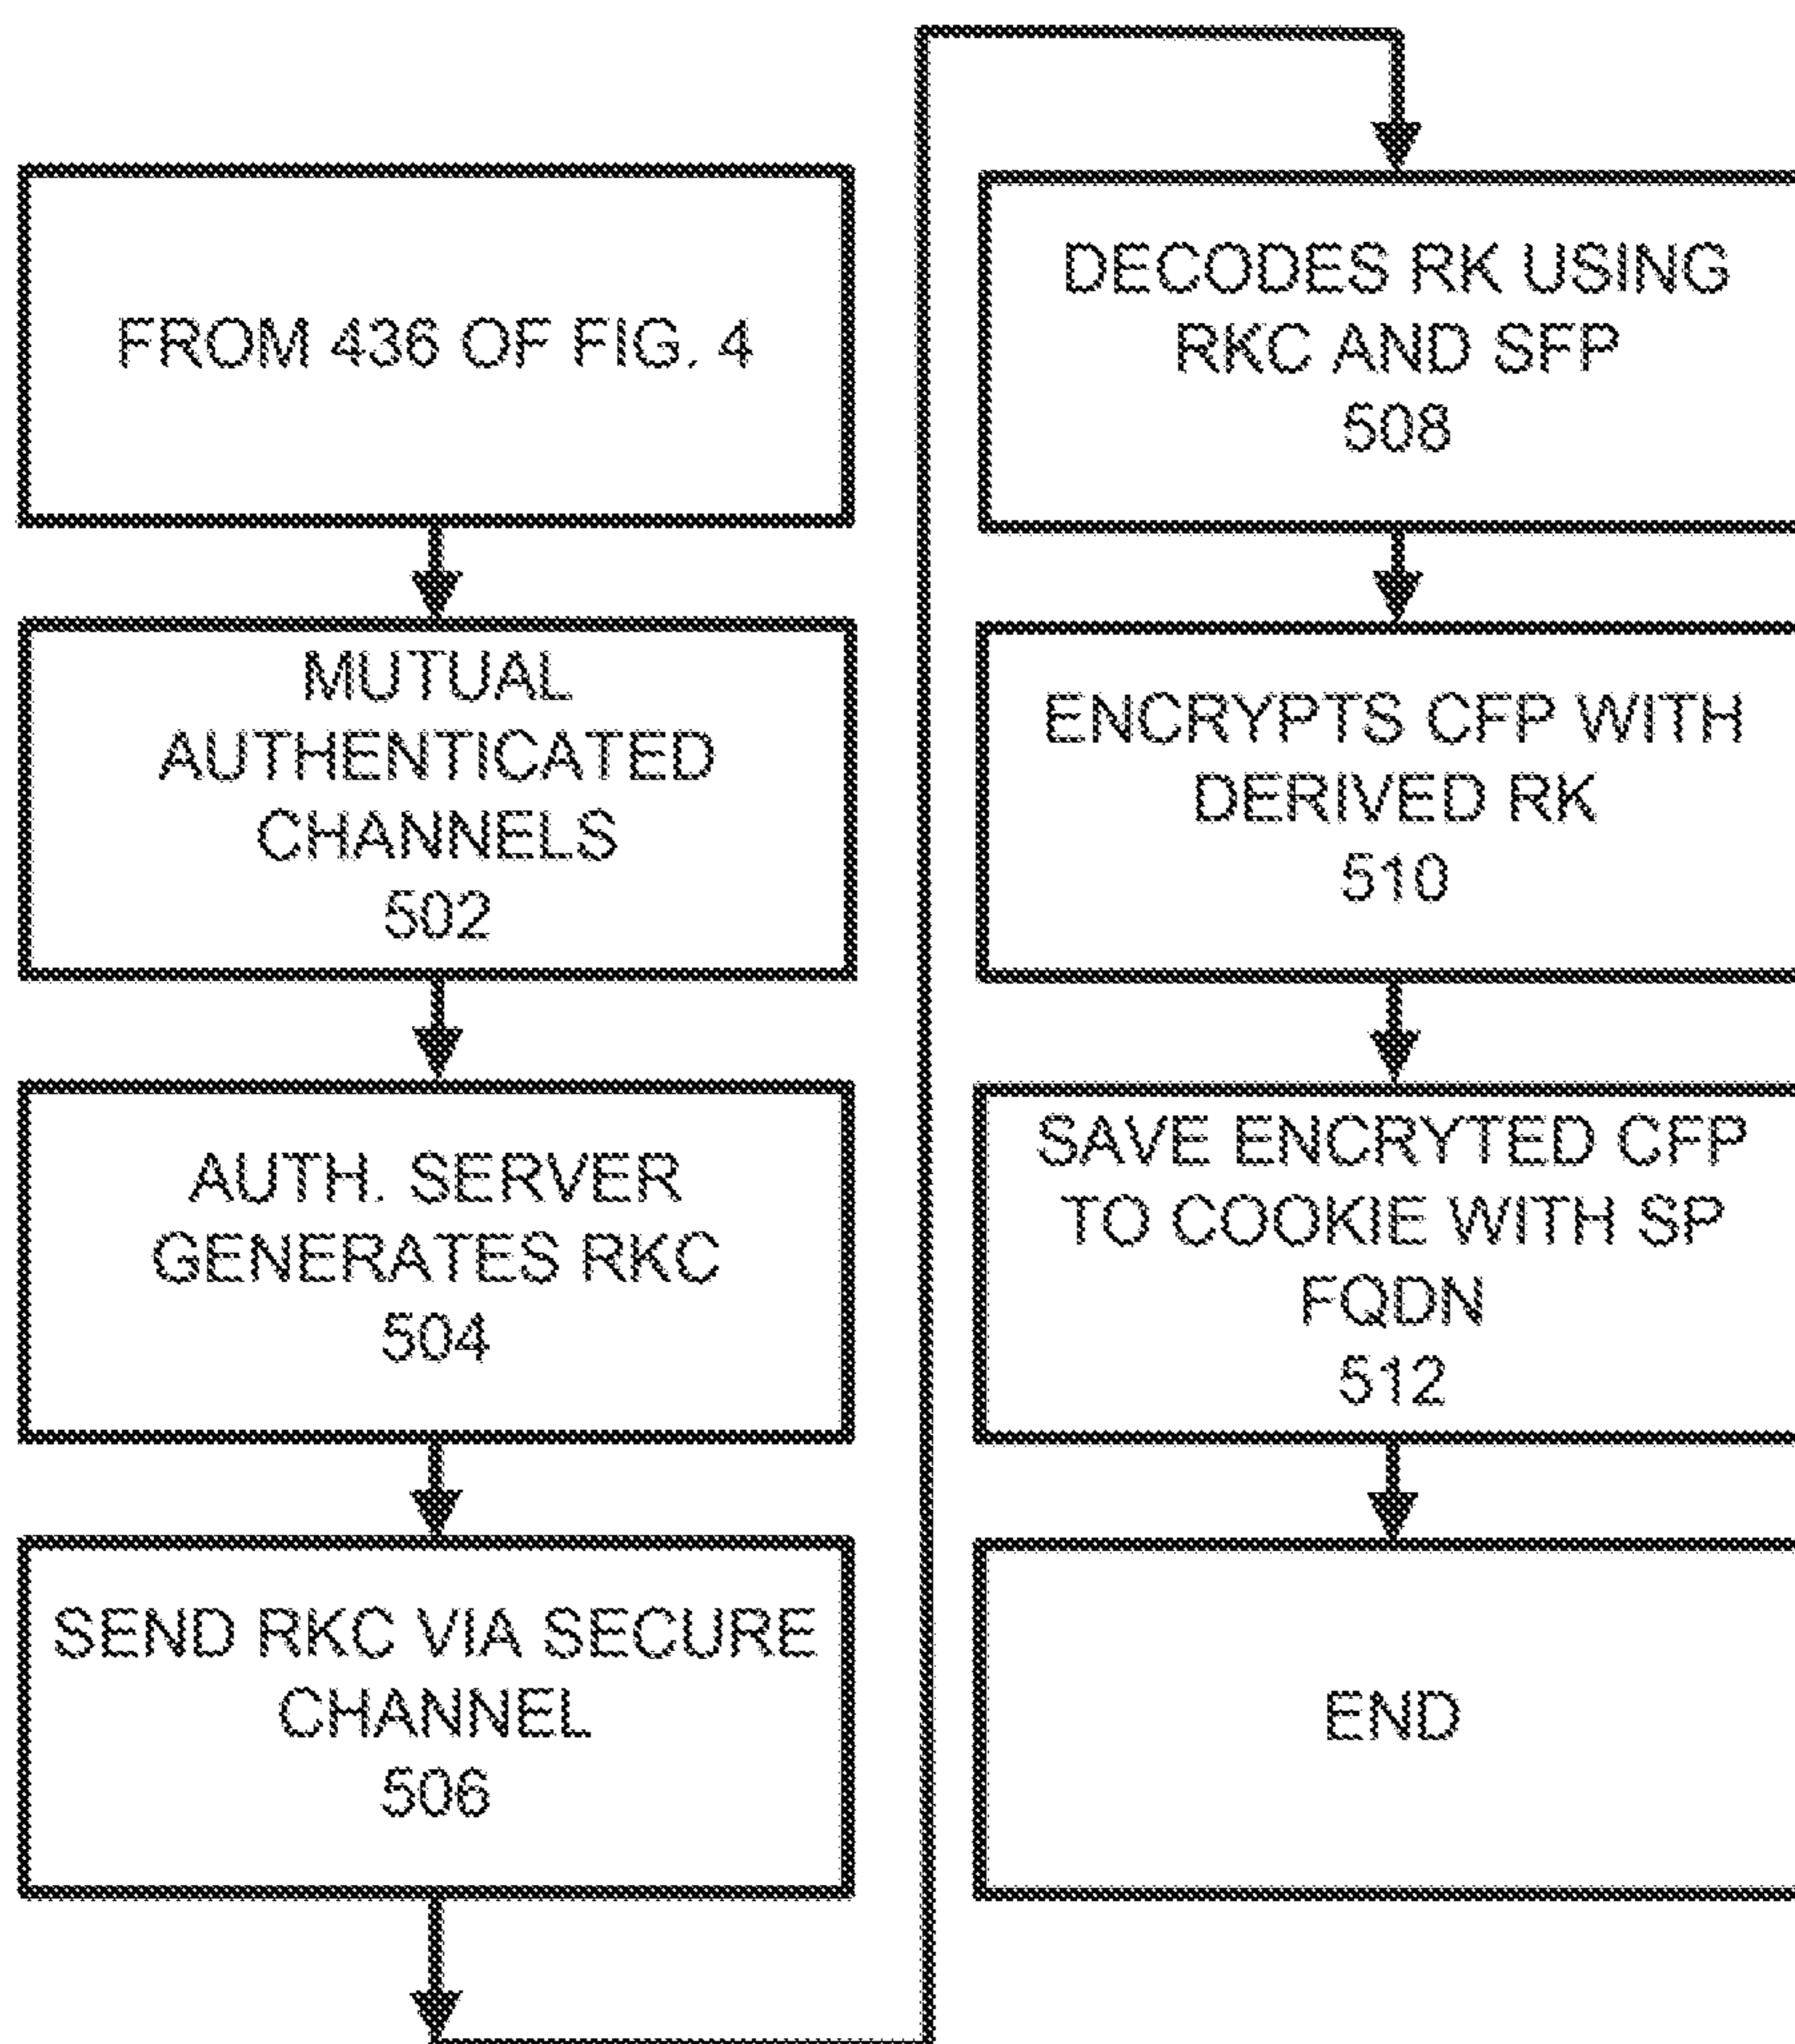 FROM 436 OF FIG. 4
MUTUAL
AUTHENTICATED
CHANNELS
502
AUTH. SERVER
GENERATES RKC
504
SEND RKC VIA SECURE
CHANNEL
506
DECODES RK USING
RKC AND SFP
508
ENCRYPTS CFP WITH
DERIVED RK
510
SAVE ENCRYTED CFP
TO COOKIE WITH SP
FQDN
512
END